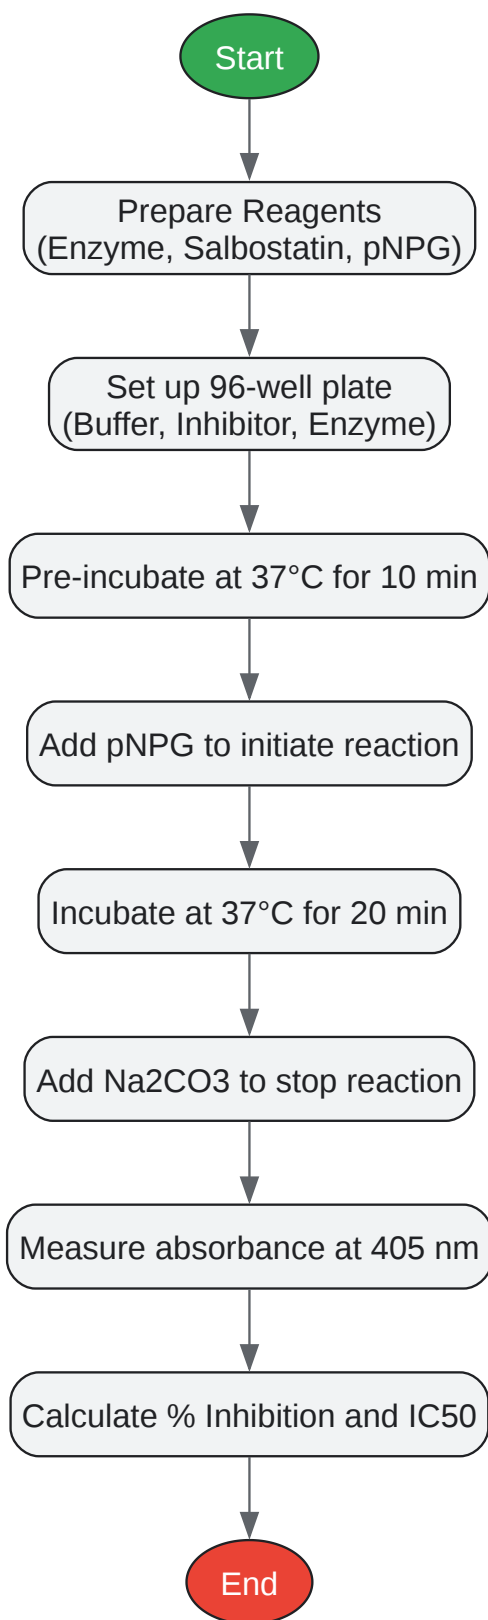 Start
Prepare Reagents
(Enzyme, Salbostatin, pNPG)
Set up 96-well plate
(Buffer, Inhibitor, Enzyme)
Pre-incubate at 37°C for 10 min
Add pNPG to initiate reaction
Incubate at 37°C for 20 min
Add Na2CO3 to stop reaction
Measure absorbance at 405 nm
Calculate % Inhibition and IC50
End